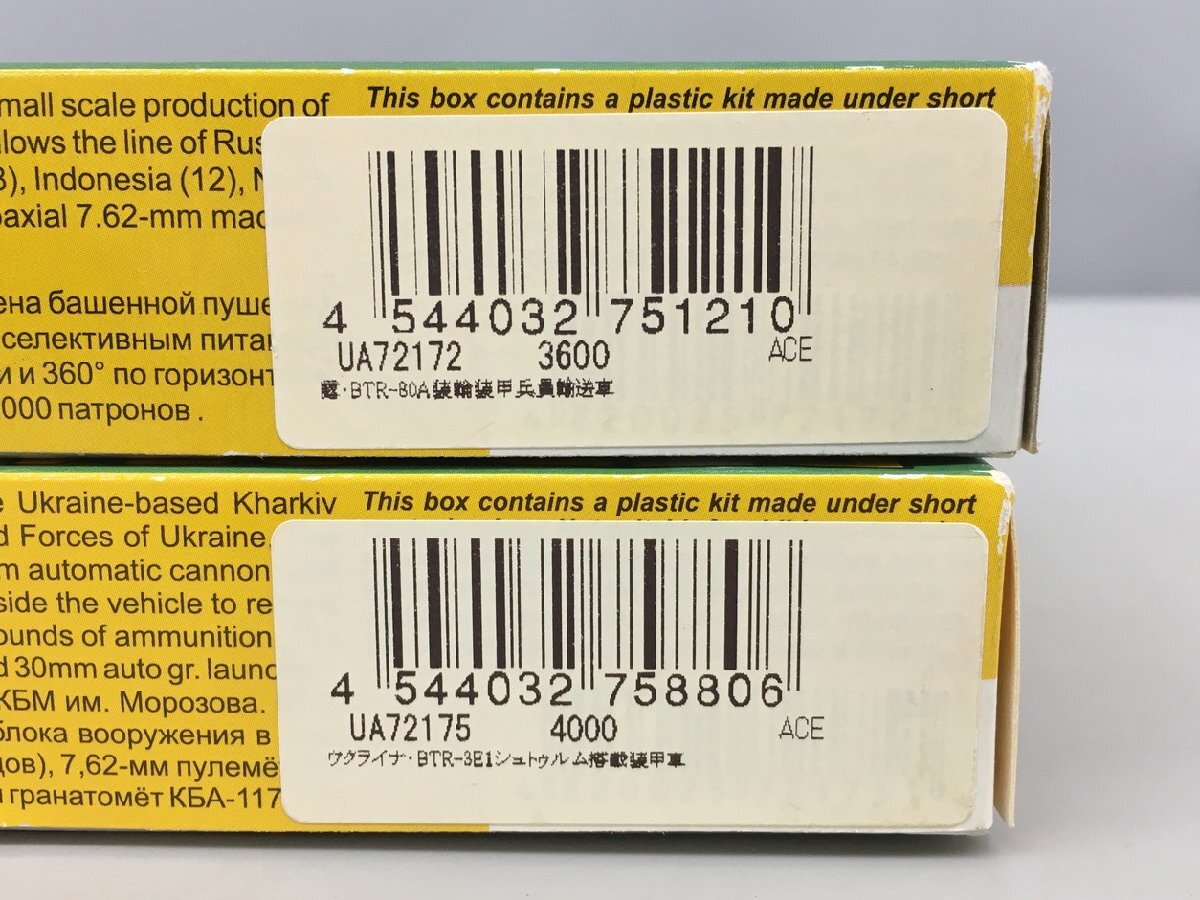 mall scale production of
llows the line of Rus
3), Indonesia (12), N
oaxial 7.62-mm mac
ена башенной пуше
селективным пита
и и 360° по горизонт
000 патронов .
This box contains a plastic kit made under short
4 544032 751210
UA72172 3600 ACE
露・BTR-80A装輪装甲兵員輸送車
e Ukraine-based Kharkiv
d Forces of Ukraine.
m automatic cannon
side the vehicle to re
ounds of ammunition
d 30mm auto gr. launc
КБМ им. Морозова.
блока вооружения в
дов), 7,62-мм пулемё
и гранатомёт КБА-117
This box contains a plastic kit made under short
4 544032 758806
UA72175 4000 ACE
ウクライナ・BTR-3E1シュトゥルム搭載装甲車